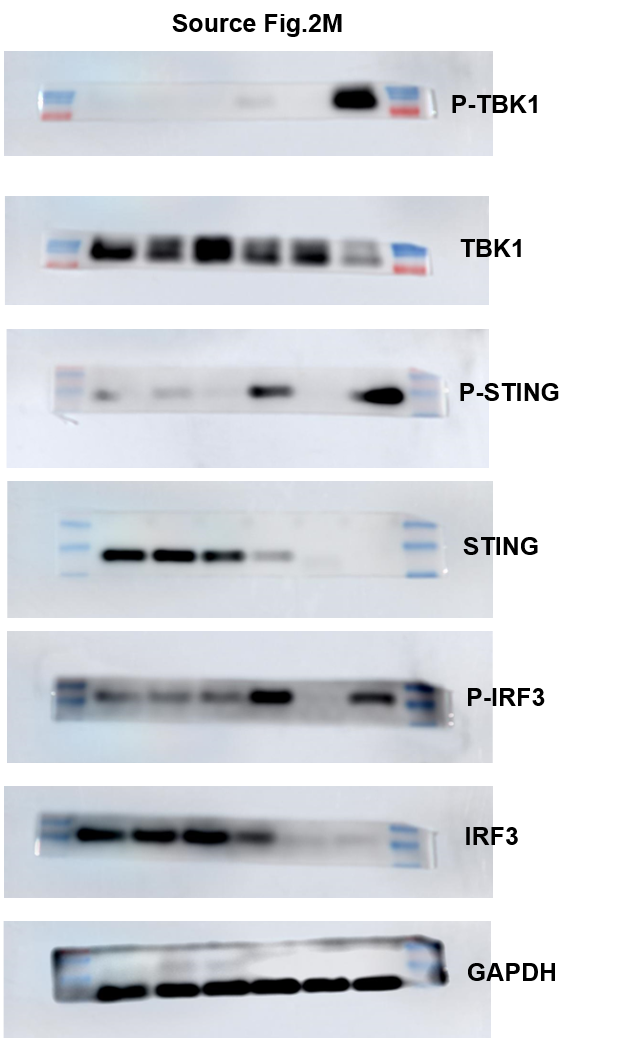 Source Fig.2M
P-TBK1
TBK1
P-STING
STING
P-IRF3
IRF3
GAPDH